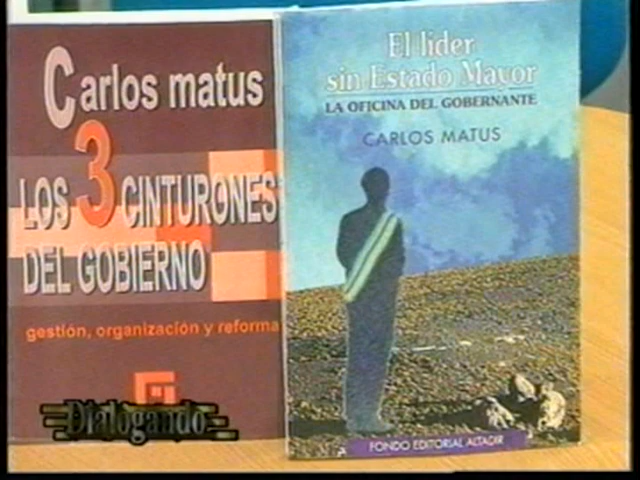 Carlos matus
LOS 3 CINTURONES
DEL GOBIERNO
gestión, organización y reforma
Dialogando
El líder
sin Estado Mayor
LA OFICINA DEL GOBERNANTE
CARLOS MATUS
FONDO EDITORIAL ALTADIR